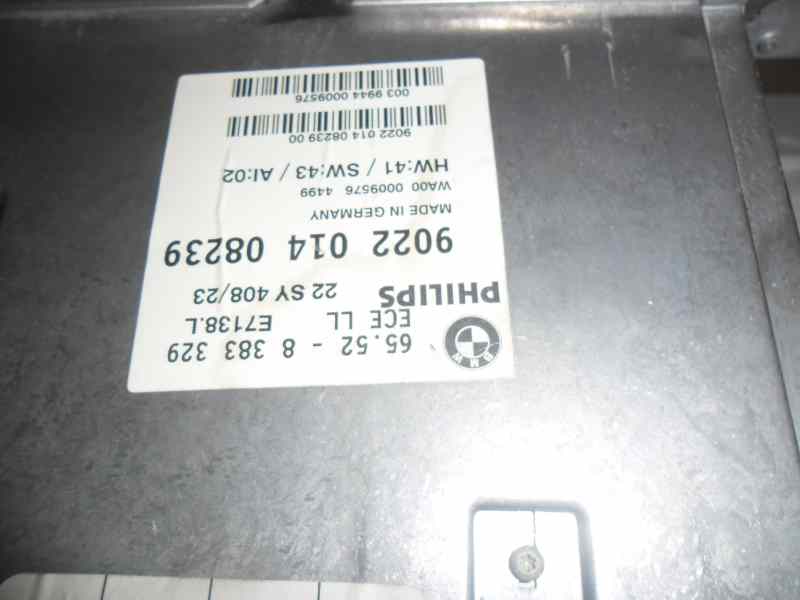 BMW 65.52 - 8 383 329
ECE LL E7138.L
PHILIPS 22 SY 408/23
9022 014 08239
MADE IN GERMANY
WA00 0009576 4499
HW:41 / SW:43 / AI:02
9022 014 08239 00
003 9944 0009576